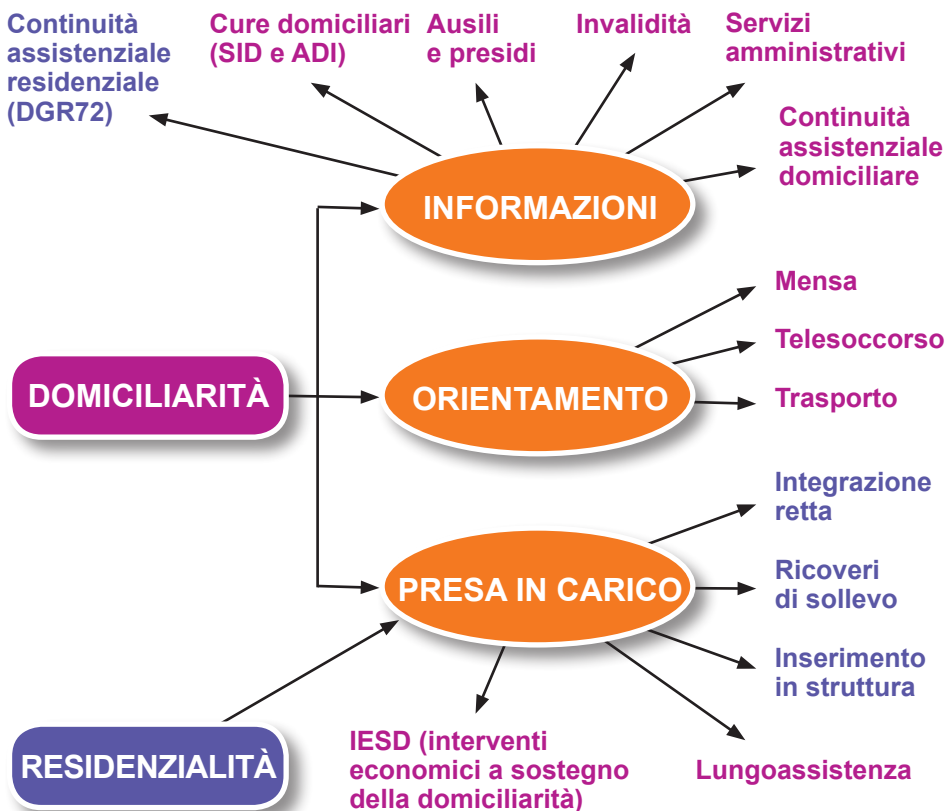 Continuità
assistenziale
residenziale
(DGR72)
Cure domiciliari
(SID e ADI)
Ausili
e presidi
Invalidità
Servizi
amministrativi
Continuità
assistenziale
domiciliare
INFORMAZIONI
Mensa
Telesoccorso
Trasporto
DOMICILIARITÀ
ORIENTAMENTO
Integrazione
retta
Ricoveri
di sollevo
Inserimento
in struttura
PRESA IN CARICO
RESIDENZIALITÀ
IESD (interventi
economici a sostegno
della domiciliarità)
Lungoassistenza